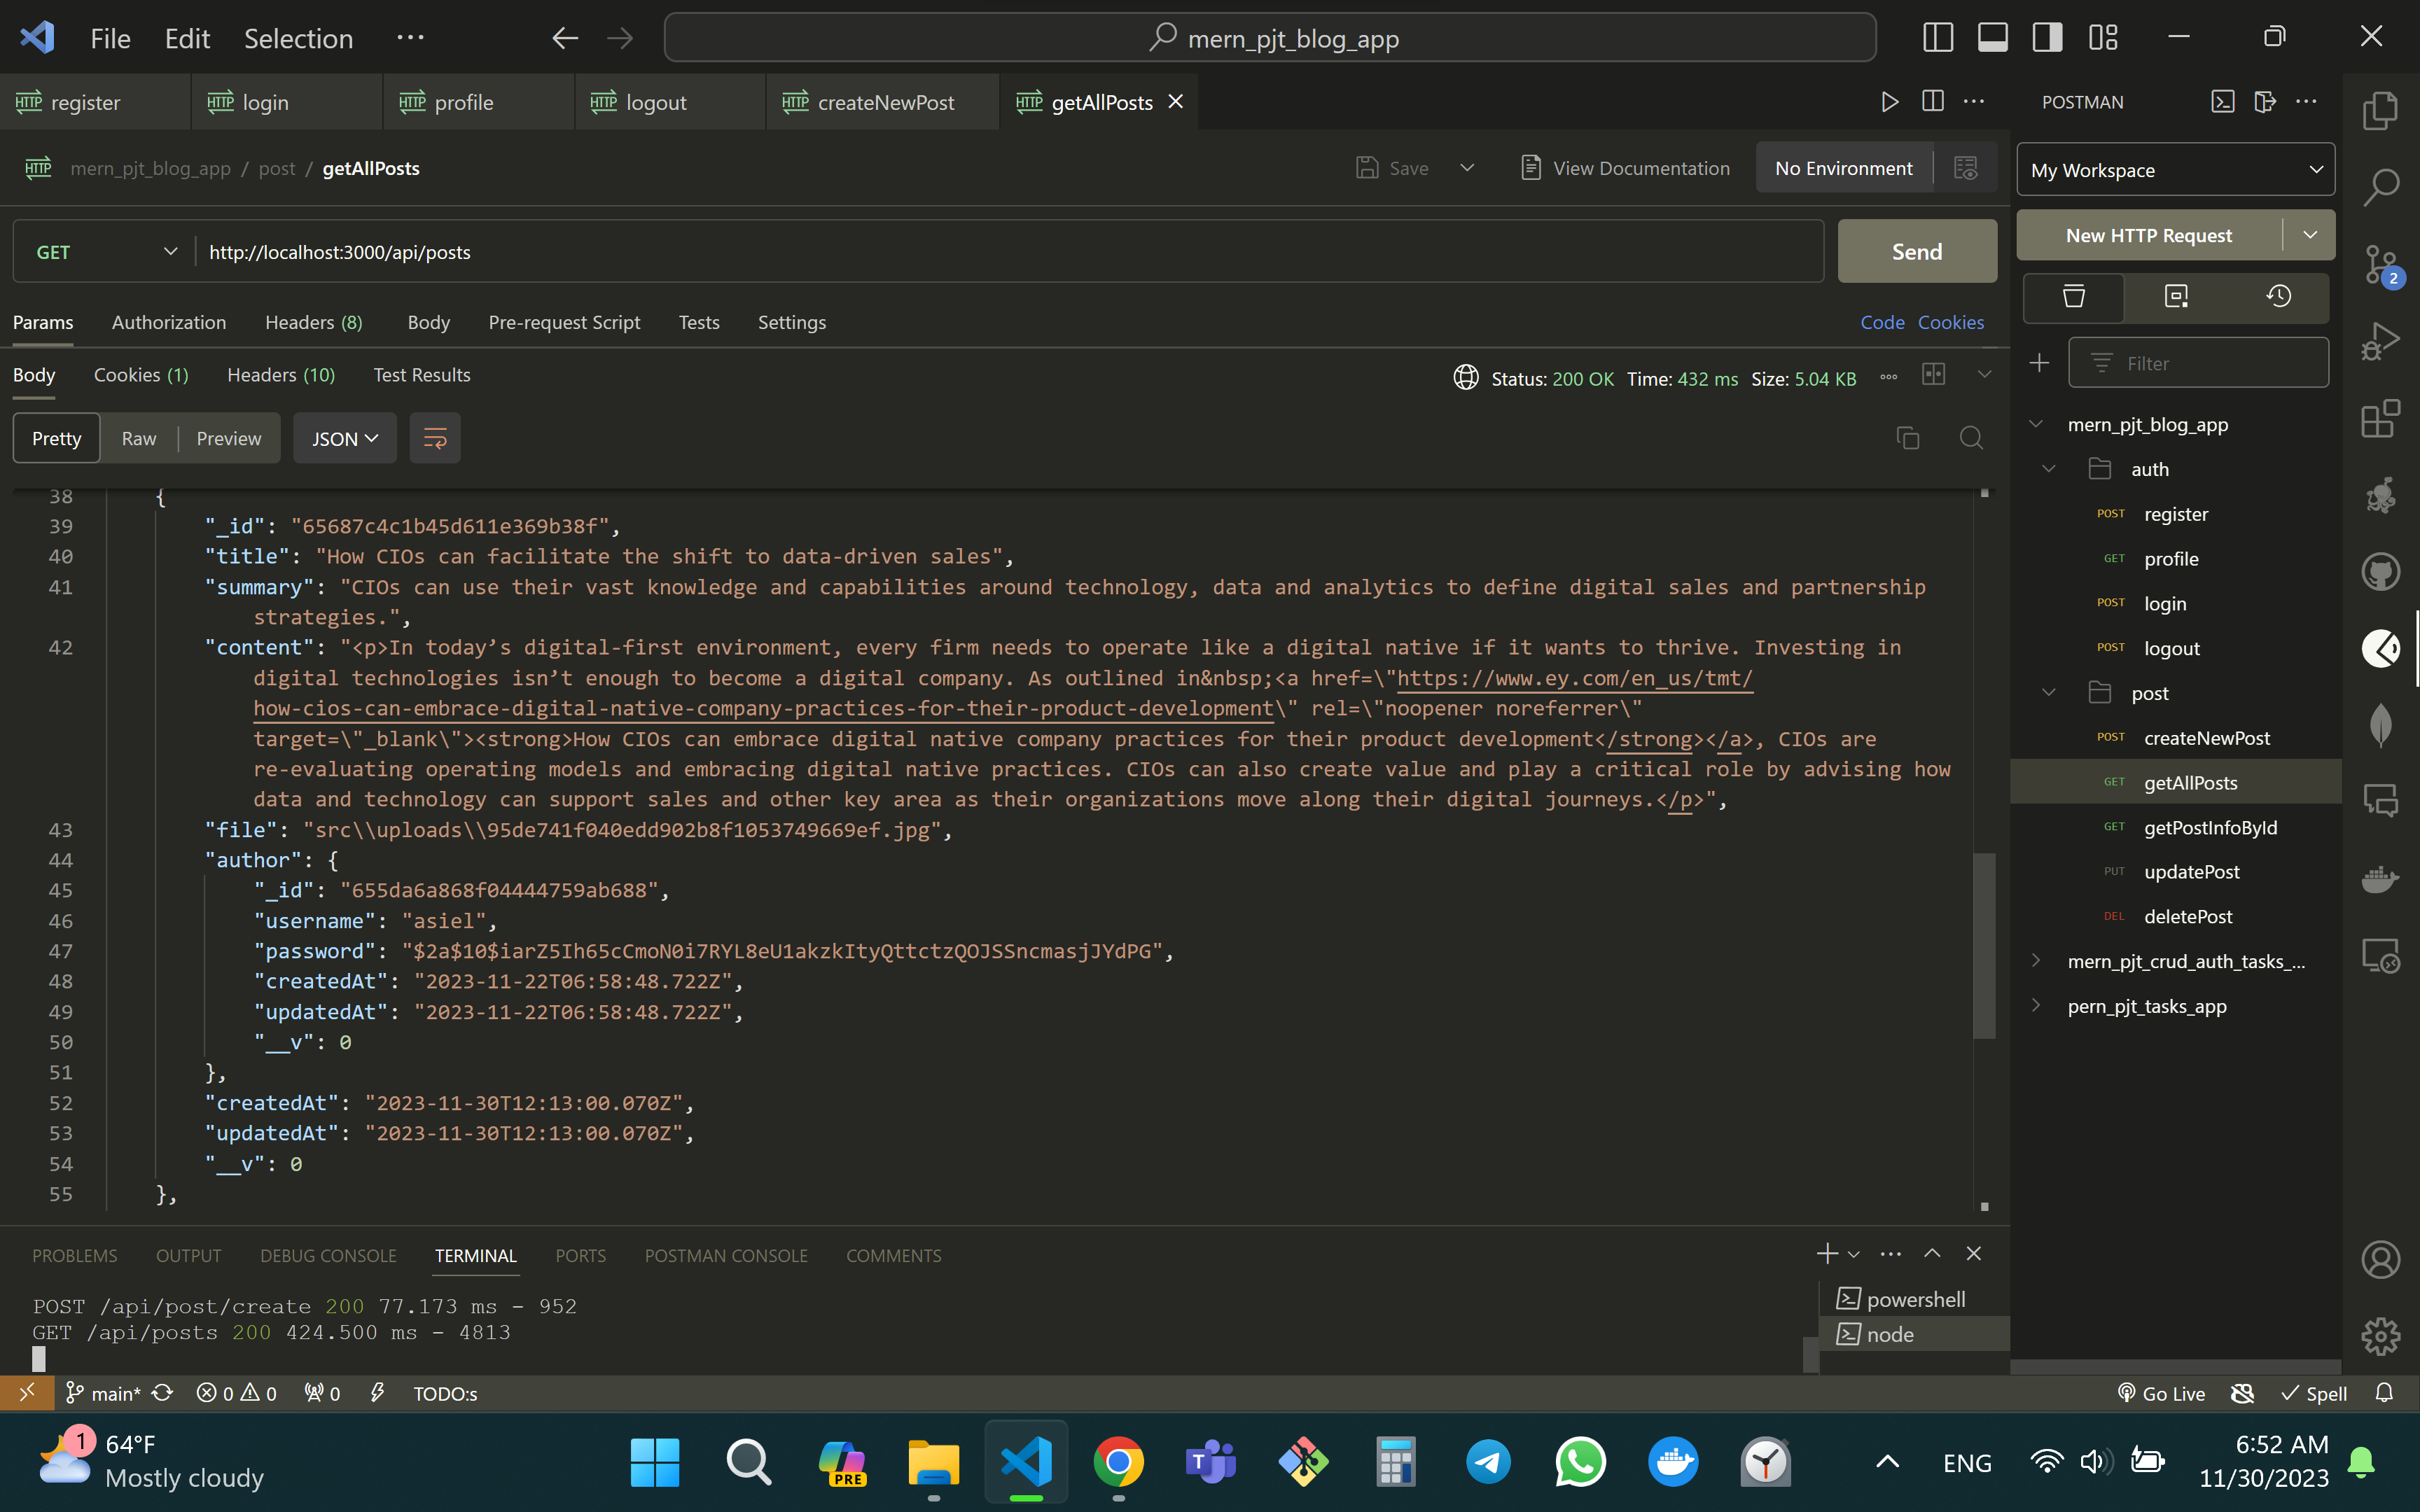 File Edit Selection ··· mern_pjt_blog_app
HTTP register HTTP login HTTP profile HTTP logout HTTP createNewPost HTTP getAllPosts
POSTMAN
HTTP mern_pjt_blog_app / post / getAllPosts Save View Documentation No Environment
My Workspace
GET http://localhost:3000/api/posts Send
New HTTP Request
Params Authorization Headers (8) Body Pre-request Script Tests Settings Code Cookies
Body Cookies (1) Headers (10) Test Results Status: 200 OK Time: 432 ms Size: 5.04 KB
Pretty Raw Preview JSON
38 {
39 "_id": "65687c4c1b45d611e369b38f",
40 "title": "How CIOs can facilitate the shift to data-driven sales",
41 "summary": "CIOs can use their vast knowledge and capabilities around technology, data and analytics to define digital sales and partnership
strategies.",
42 "content": "<p>In today’s digital-first environment, every firm needs to operate like a digital native if it wants to thrive. Investing in
digital technologies isn’t enough to become a digital company. As outlined in&nbsp;<a href=\"https://www.ey.com/en_us/tmt/
how-cios-can-embrace-digital-native-company-practices-for-their-product-development\" rel=\"noopener noreferrer\"
target=\"_blank\"><strong>How CIOs can embrace digital native company practices for their product development</strong></a>, CIOs are
re-evaluating operating models and embracing digital native practices. CIOs can also create value and play a critical role by advising how
data and technology can support sales and other key area as their organizations move along their digital journeys.</p>",
43 "file": "src\\uploads\\95de741f040edd902b8f1053749669ef.jpg",
44 "author": {
45 "_id": "655da6a868f04444759ab688",
46 "username": "asiel",
47 "password": "$2a$10$iarZ5Ih65cCmoN0i7RYL8eU1akzkItyQttctzQOJSSncmasjJYdPG",
48 "createdAt": "2023-11-22T06:58:48.722Z",
49 "updatedAt": "2023-11-22T06:58:48.722Z",
50 "__v": 0
51 },
52 "createdAt": "2023-11-30T12:13:00.070Z",
53 "updatedAt": "2023-11-30T12:13:00.070Z",
54 "__v": 0
55 },
Filter
mern_pjt_blog_app
auth
POST register
GET profile
POST login
POST logout
post
POST createNewPost
GET getAllPosts
GET getPostInfoById
PUT updatePost
DEL deletePost
mern_pjt_crud_auth_tasks_...
pern_pjt_tasks_app
2
PROBLEMS OUTPUT DEBUG CONSOLE TERMINAL PORTS POSTMAN CONSOLE COMMENTS
POST /api/post/create 200 77.173 ms - 952
GET /api/posts 200 424.500 ms - 4813
powershell
node
main* 0 0 0 TODO:s Go Live Spell
1 64°F
Mostly cloudy
PRE
T
ENG
6:52 AM
11/30/2023